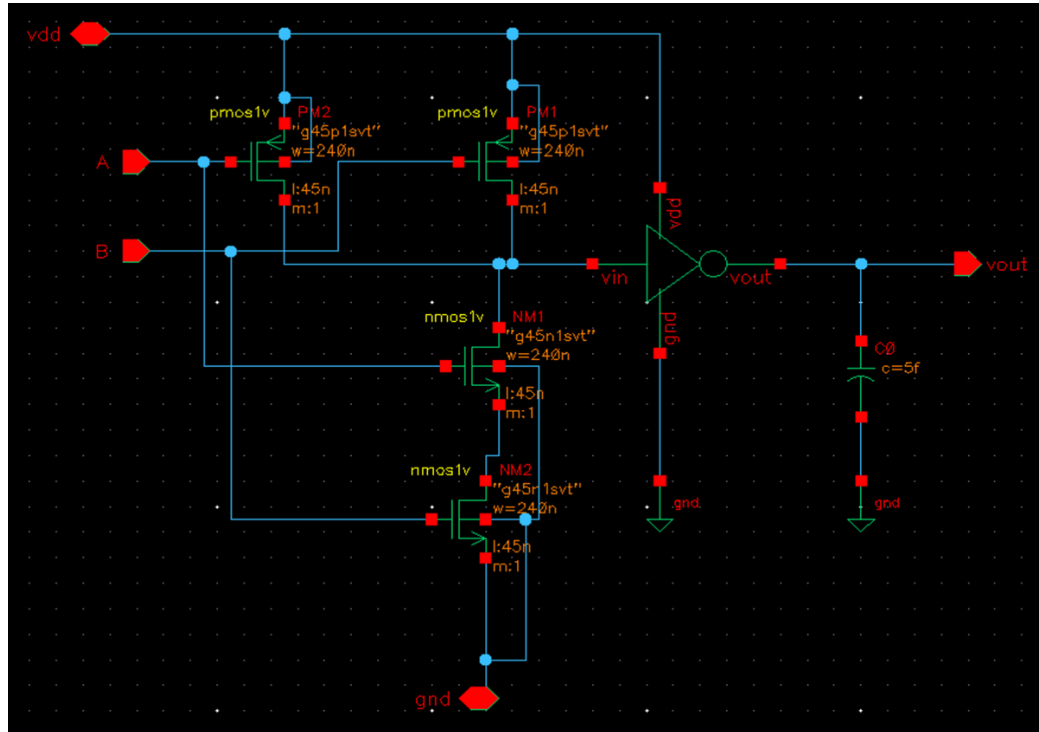 vdd
pmos1v
PM2
"g45p1svt"
w=240n
l:45n
m:1
pmos1v
PM1
"g45p1svt"
w=240n
l:45n
m:1
A
B
vdd
vin
vout
gnd
vout
nmos1v
NM1
"g45n1svt"
w=240n
l:45n
m:1
C0
c=5f
nmos1v
NM2
"g45n1svt"
w=240n
l:45n
m:1
gnd
gnd
gnd